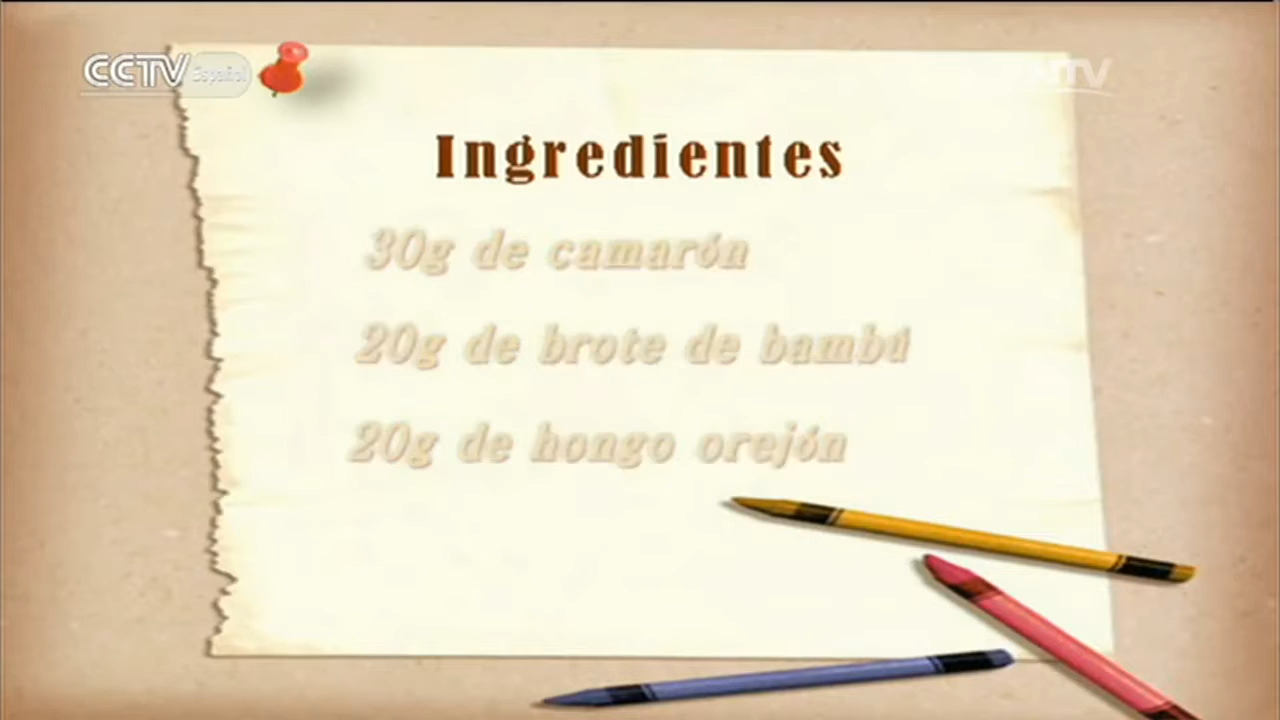 CCTV Español
Ingredientes
30g de camarón
20g de brote de bambú
20g de hongo orejón